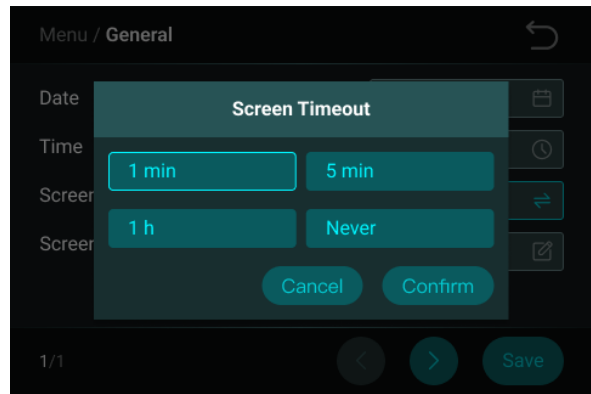 Menu / General
Date
Screen Timeout
Time
1 min
5 min
Screen
1 h
Never
Screen
Cancel
Confirm
1/1
Save